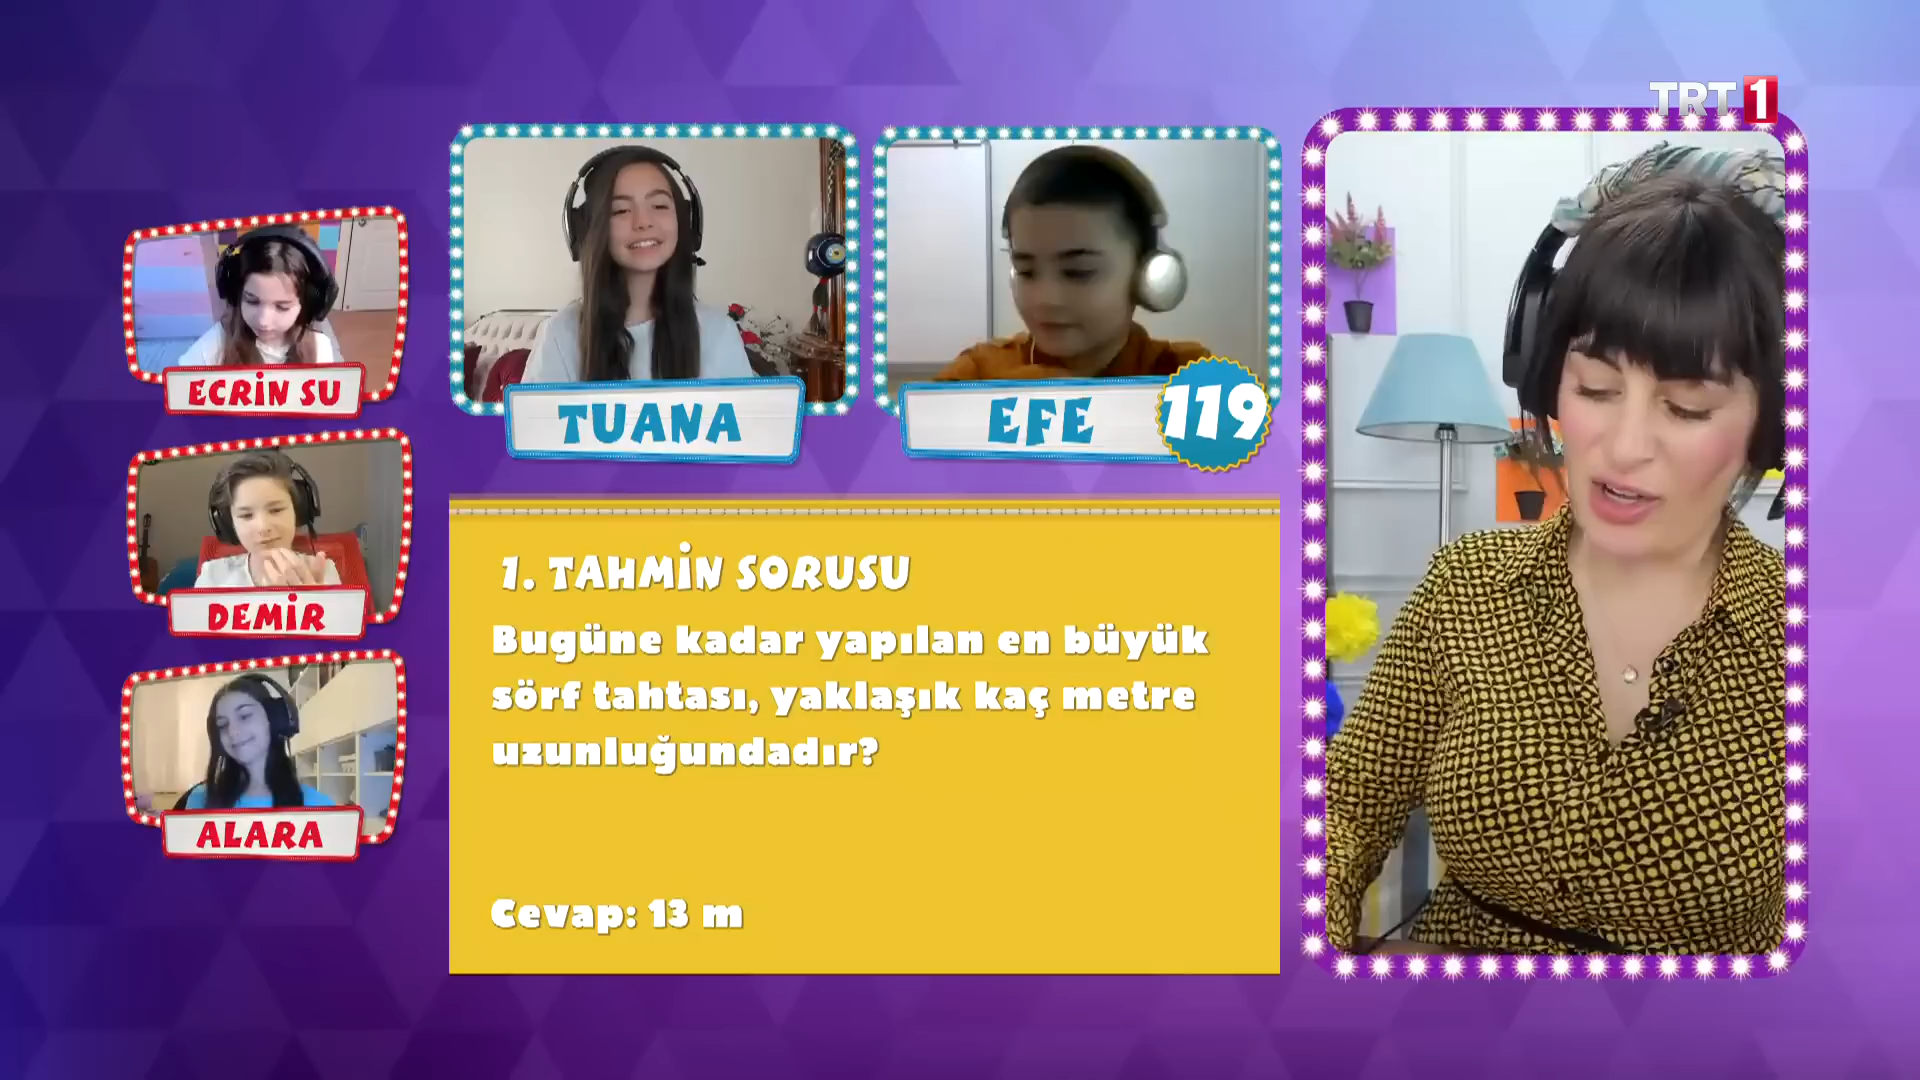 TRT 1
ECRİN SU
DEMİR
ALARA
TUANA
EFE
119
1. TAHMİN SORUSU
Bugüne kadar yapılan en büyük
sörf tahtası, yaklaşık kaç metre
uzunluğundadır?
Cevap: 13 m